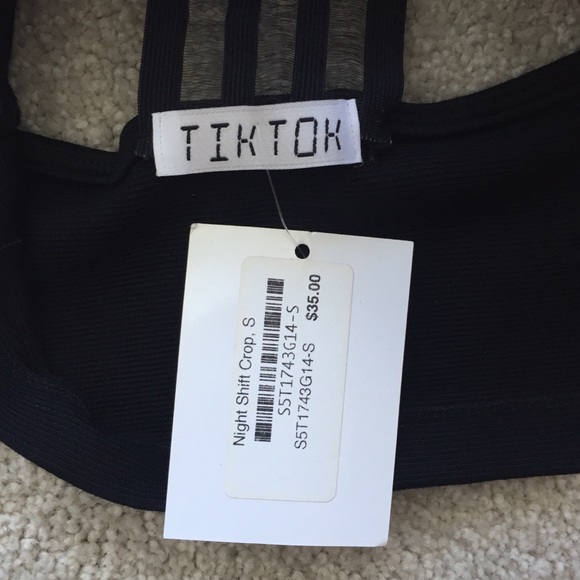 TIKTOK
Night Shift Crop, S
S5T1743G14-S
S5T1743G14-S $35.00